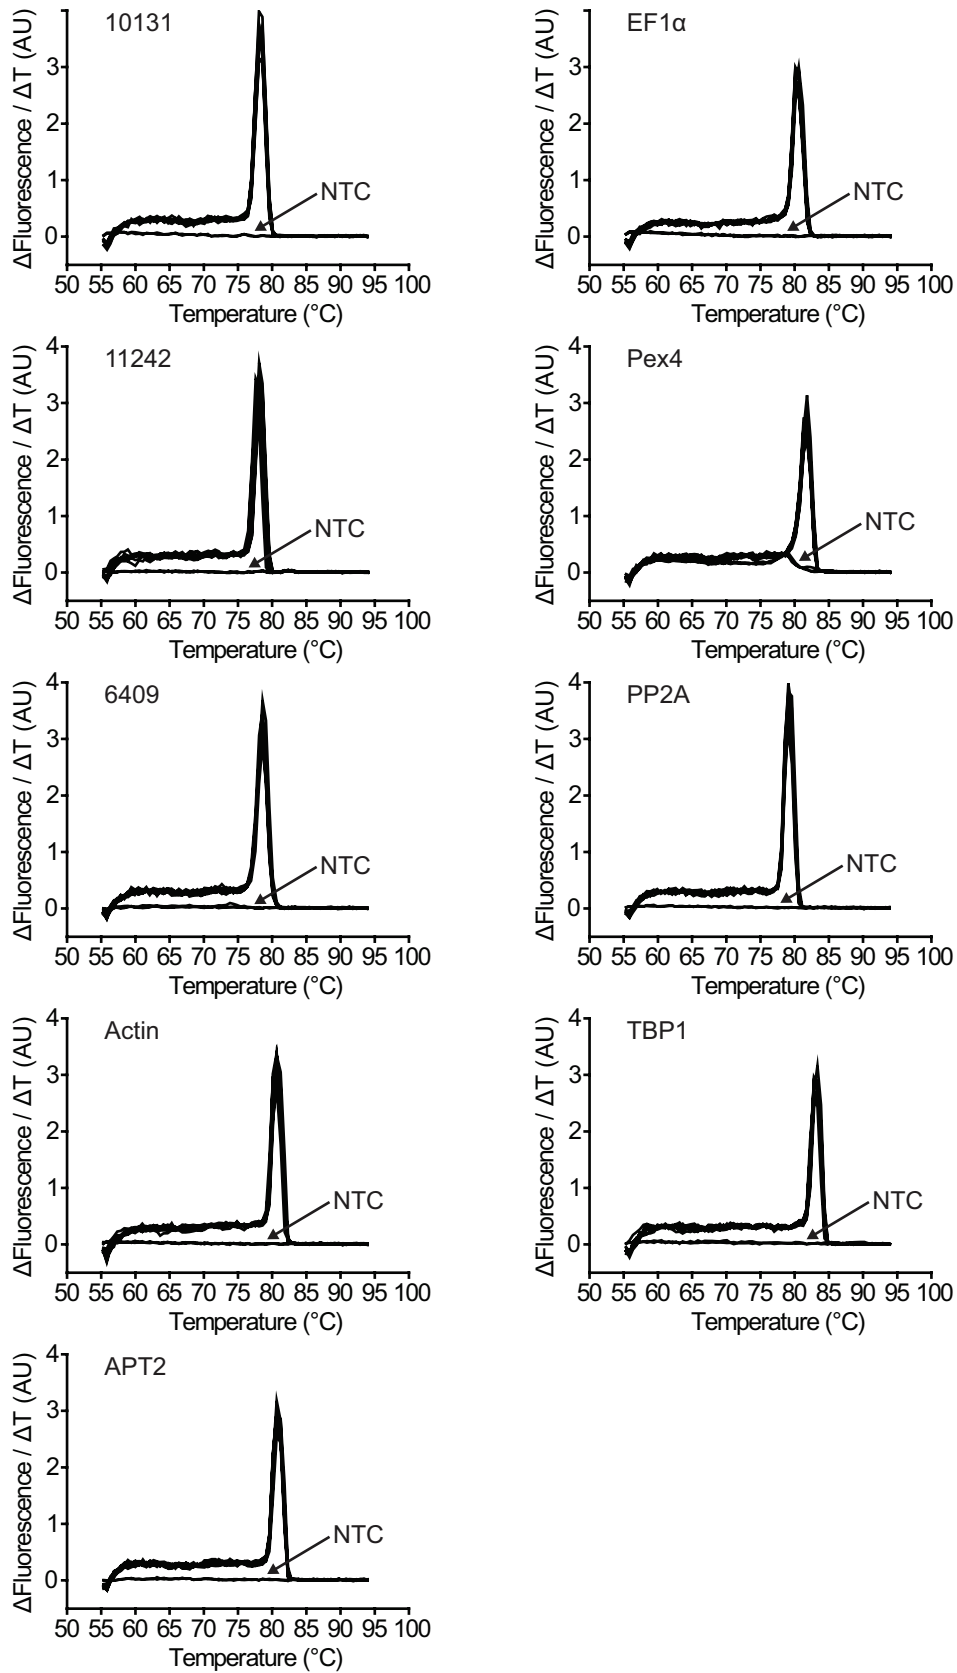 10131
ΔFluorescence / ΔT (AU)
3
2
1
0
NTC
50 55 60 65 70 75 80 85 90 95 100
Temperature (°C)
EF1α
ΔFluorescence / ΔT (AU)
3
2
1
0
NTC
50 55 60 65 70 75 80 85 90 95 100
Temperature (°C)
11242
ΔFluorescence / ΔT (AU)
4
3
2
1
0
NTC
50 55 60 65 70 75 80 85 90 95 100
Temperature (°C)
Pex4
ΔFluorescence / ΔT (AU)
4
3
2
1
0
NTC
50 55 60 65 70 75 80 85 90 95 100
Temperature (°C)
6409
ΔFluorescence / ΔT (AU)
4
3
2
1
0
NTC
50 55 60 65 70 75 80 85 90 95 100
Temperature (°C)
PP2A
ΔFluorescence / ΔT (AU)
4
3
2
1
0
NTC
50 55 60 65 70 75 80 85 90 95 100
Temperature (°C)
Actin
ΔFluorescence / ΔT (AU)
4
3
2
1
0
NTC
50 55 60 65 70 75 80 85 90 95 100
Temperature (°C)
TBP1
ΔFluorescence / ΔT (AU)
4
3
2
1
0
NTC
50 55 60 65 70 75 80 85 90 95 100
Temperature (°C)
APT2
ΔFluorescence / ΔT (AU)
4
3
2
1
0
NTC
50 55 60 65 70 75 80 85 90 95 100
Temperature (°C)